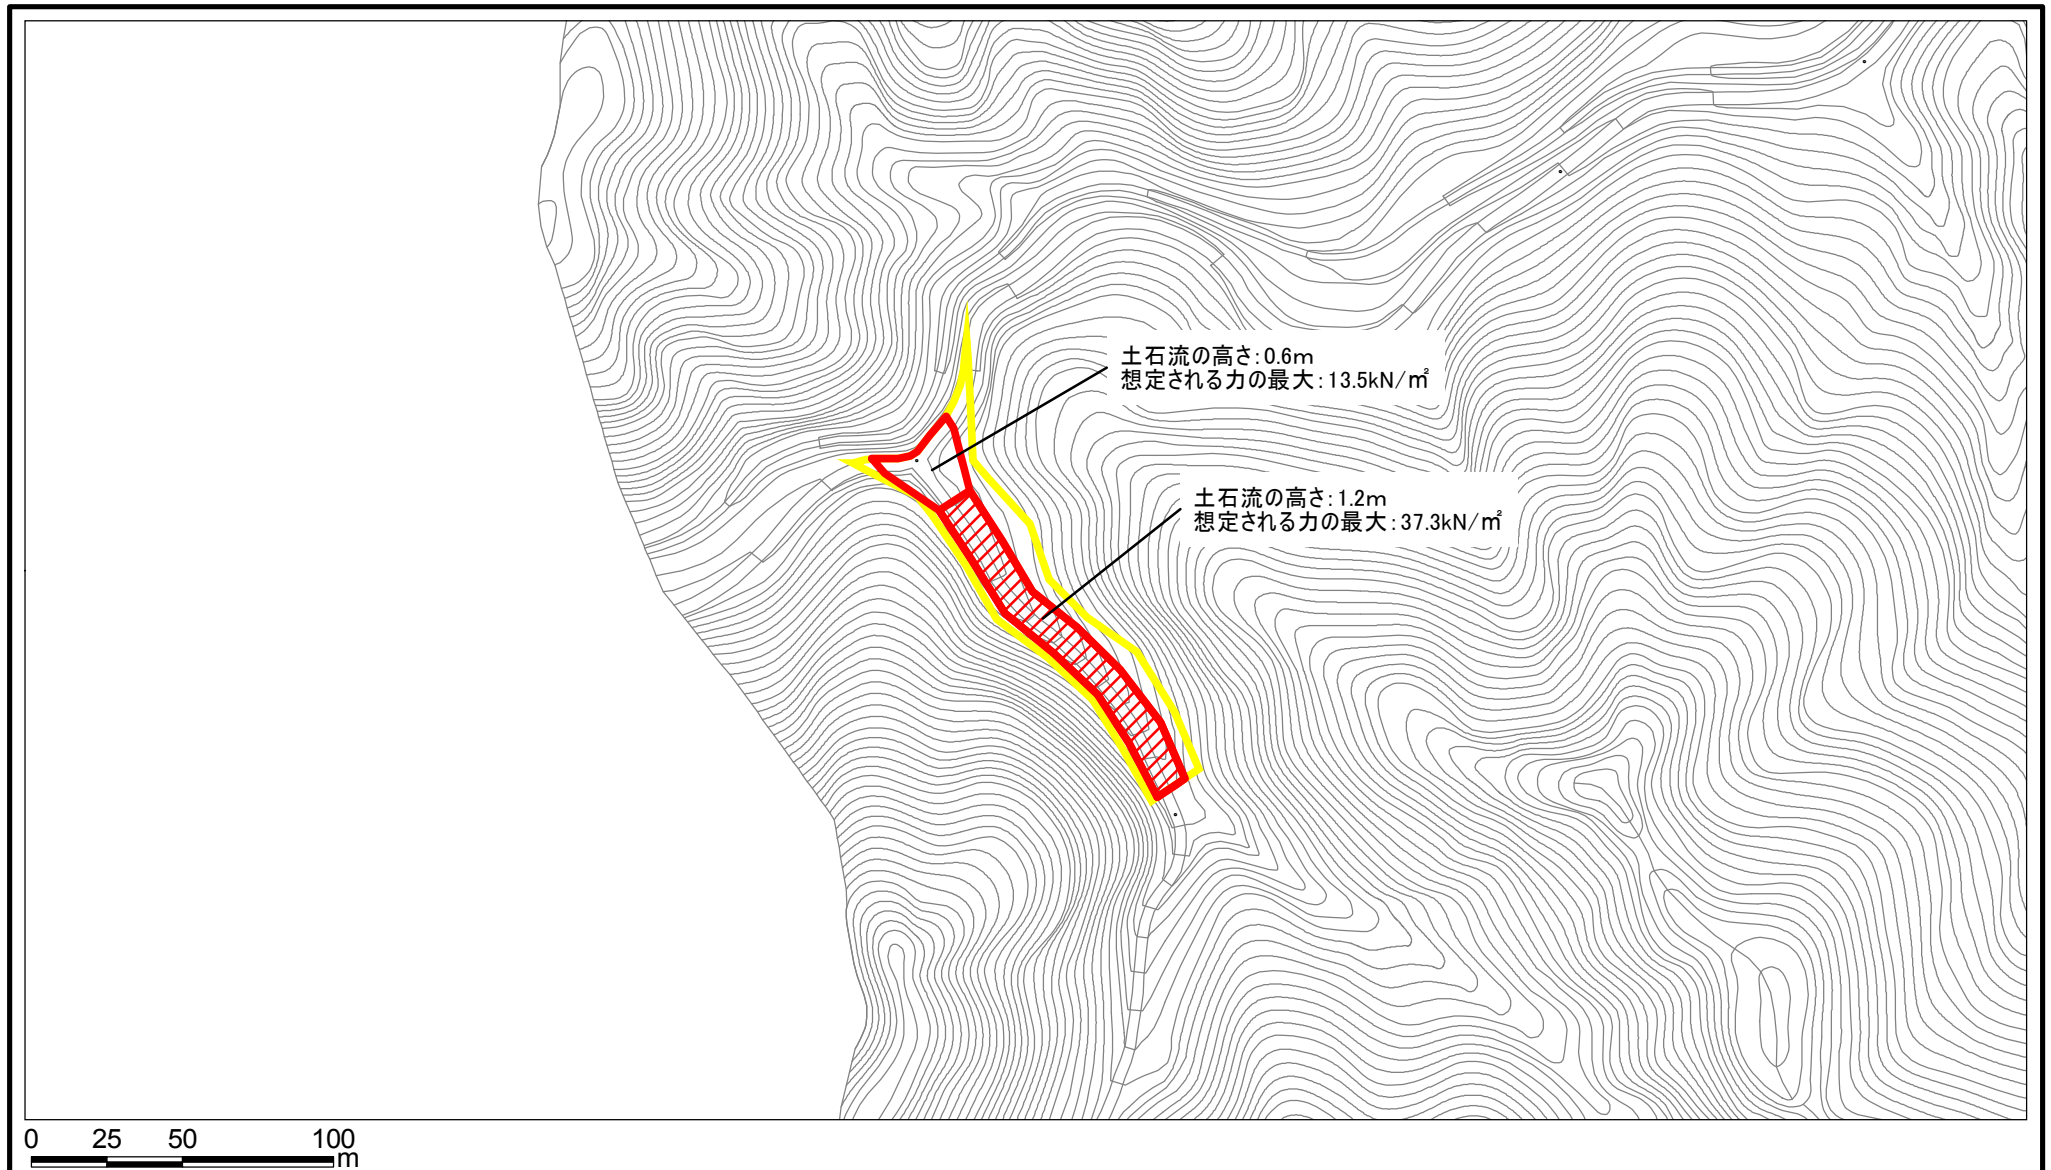 土石流の高さ:0.6m
想定される力の最大:13.5kN/㎡
土石流の高さ:1.2m
想定される力の最大:37.3kN/㎡
0 25 50 100
m